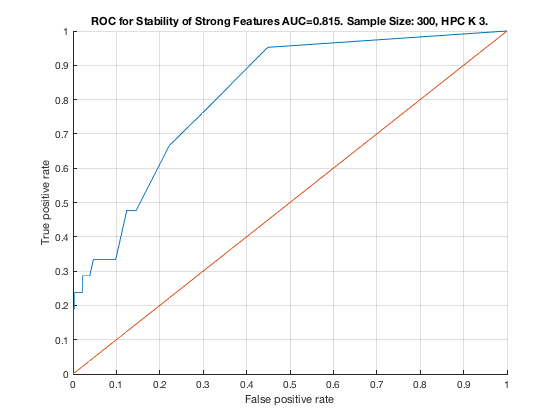 ROC for Stability of Strong Features AUC=0.815. Sample Size: 300, HPC K 3.
1
0.9
0.8
0.7
0.6
0.5
0.4
0.3
0.2
0.1
0
True positive rate
0 0.1 0.2 0.3 0.4 0.5 0.6 0.7 0.8 0.9 1
False positive rate